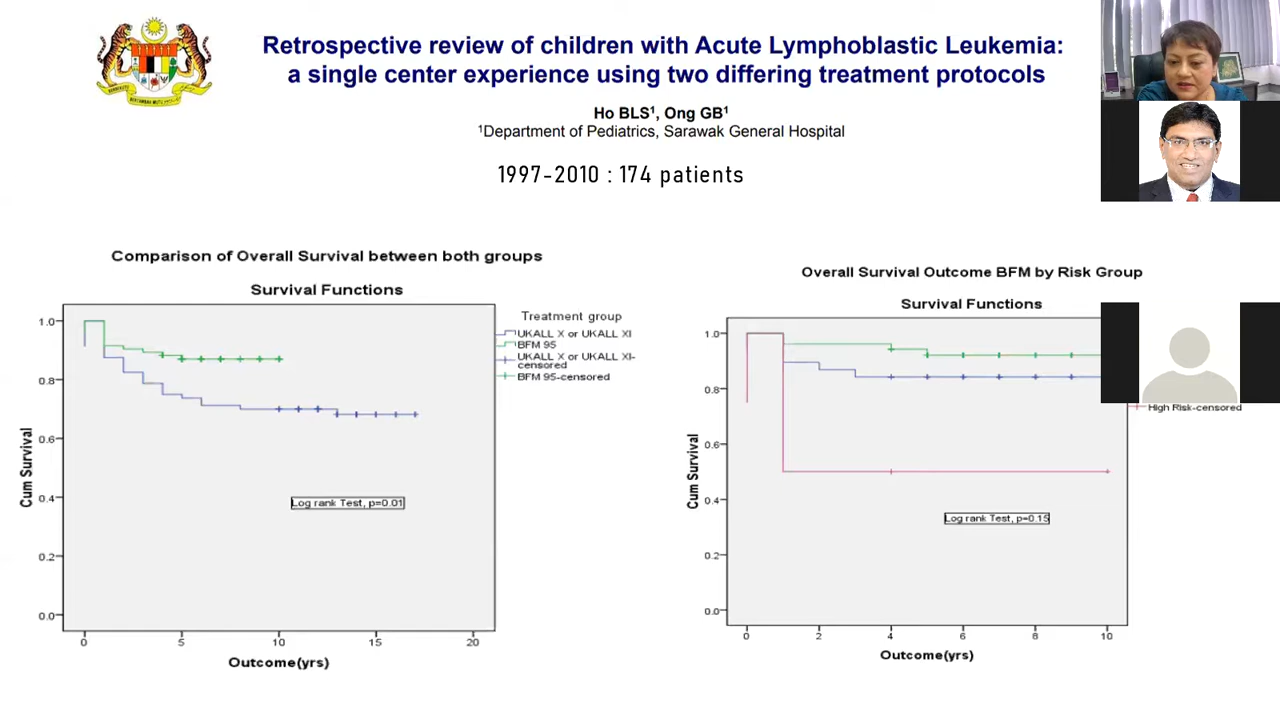 Retrospective review of children with Acute Lymphoblastic Leukemia:
a single center experience using two differing treatment protocols
Ho BLS¹, Ong GB¹
¹Department of Pediatrics, Sarawak General Hospital
1997-2010 : 174 patients
Comparison of Overall Survival between both groups
Survival Functions
Cum Survival
1.0
0.8
0.6
0.4
0.2
0.0
Log rank Test, p=0.01
0
5
10
15
20
Outcome(yrs)
Treatment group
UKALL X or UKALL XI
BFM 95
UKALL X or UKALL XI-
censored
BFM 95-censored
Overall Survival Outcome BFM by Risk Group
Survival Functions
Cum Survival
1.0
0.8
0.6
0.4
0.2
0.0
Log rank Test, p=0.15
0
2
4
6
8
10
Outcome(yrs)
High Risk-censored